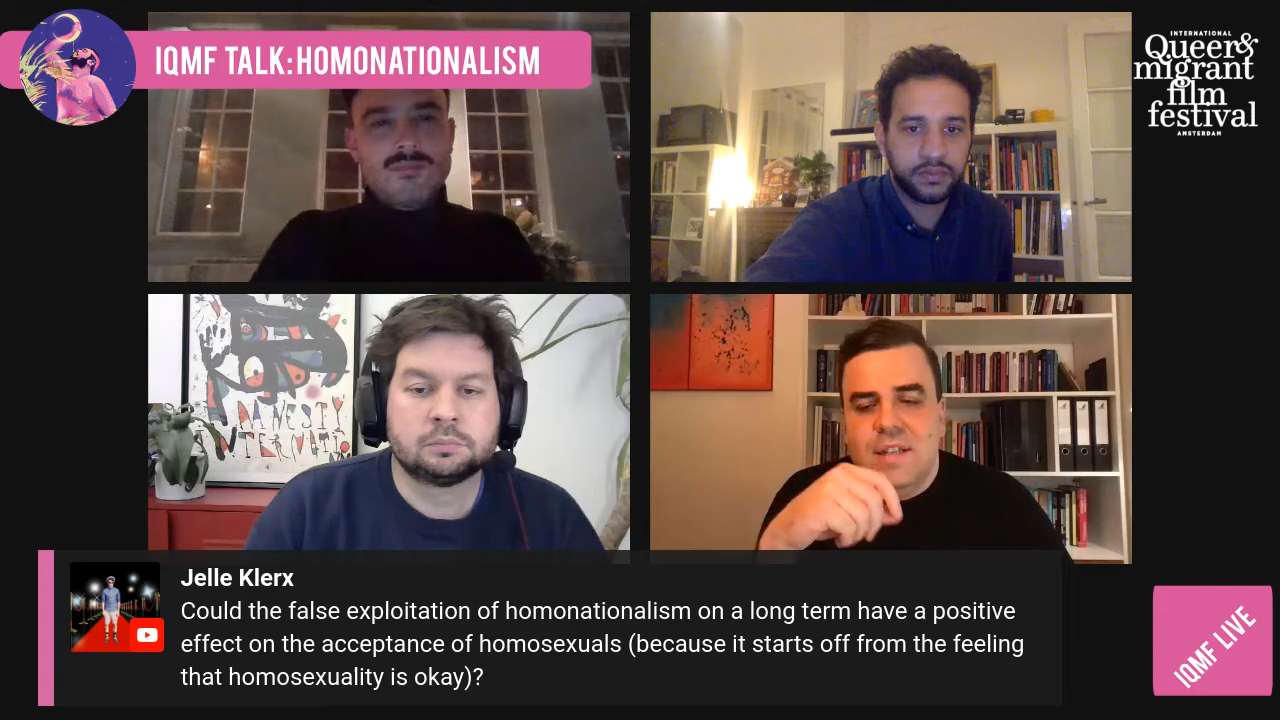 IQMF TALK: HOMONATIONALISM
INTERNATIONAL
Queer&
migrant
film
festival
AMSTERDAM
AMNESTY
INTERNATI
Jelle Klerx
Could the false exploitation of homonationalism on a long term have a positive
effect on the acceptance of homosexuals (because it starts off from the feeling
that homosexuality is okay)?
IQMF LIVE